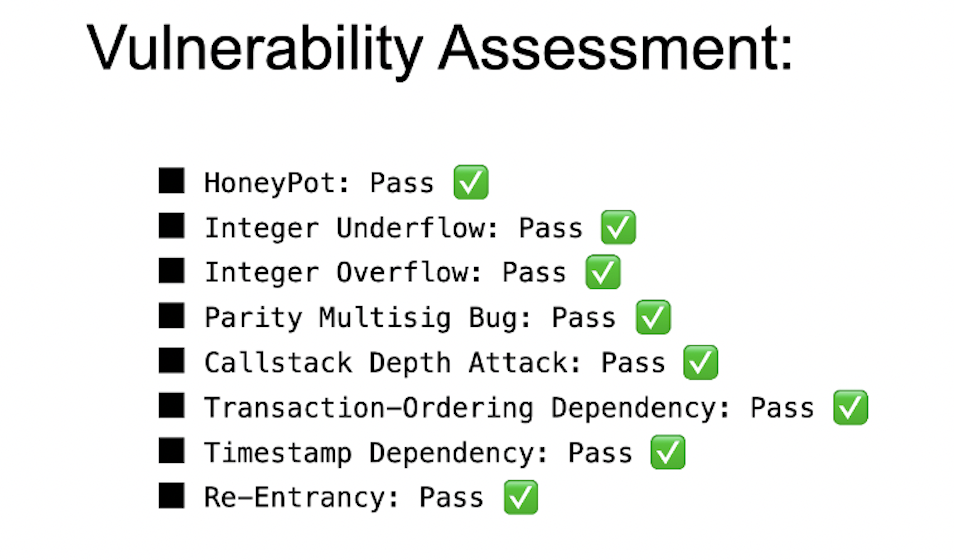 Vulnerability Assessment:
■ HoneyPot: Pass ✅
■ Integer Underflow: Pass ✅
■ Integer Overflow: Pass ✅
■ Parity Multisig Bug: Pass ✅
■ Callstack Depth Attack: Pass ✅
■ Transaction-Ordering Dependency: Pass ✅
■ Timestamp Dependency: Pass ✅
■ Re-Entrancy: Pass ✅